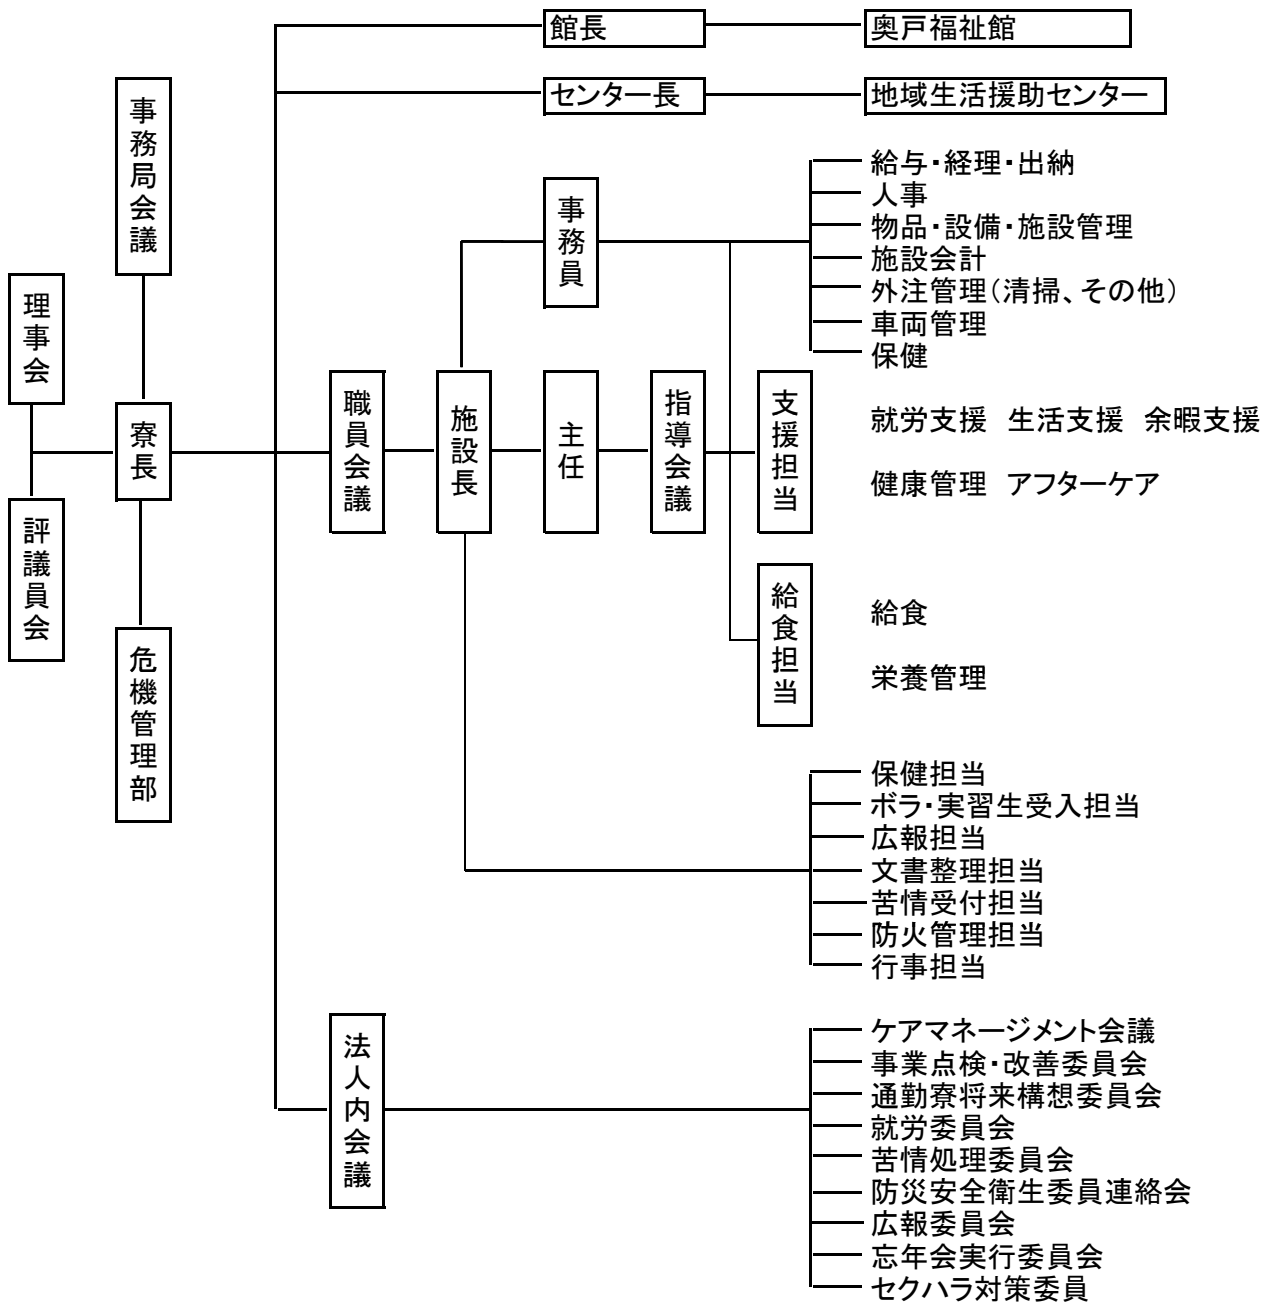 館長
奥戸福祉館
センター長
地域生活援助センター
事務局会議
理事会
評議員会
寮長
危機管理部
職員会議
施設長
事務員
給与・経理・出納
人事
物品・設備・施設管理
施設会計
外注管理(清掃、その他)
車両管理
保健
主任
指導会議
支援担当
就労支援 生活支援 余暇支援
健康管理 アフターケア
給食担当
給食
栄養管理
保健担当
ボラ・実習生受入担当
広報担当
文書整理担当
苦情受付担当
防火管理担当
行事担当
法人内会議
ケアマネージメント会議
事業点検・改善委員会
通勤寮将来構想委員会
就労委員会
苦情処理委員会
防災安全衛生委員連絡会
広報委員会
忘年会実行委員会
セクハラ対策委員